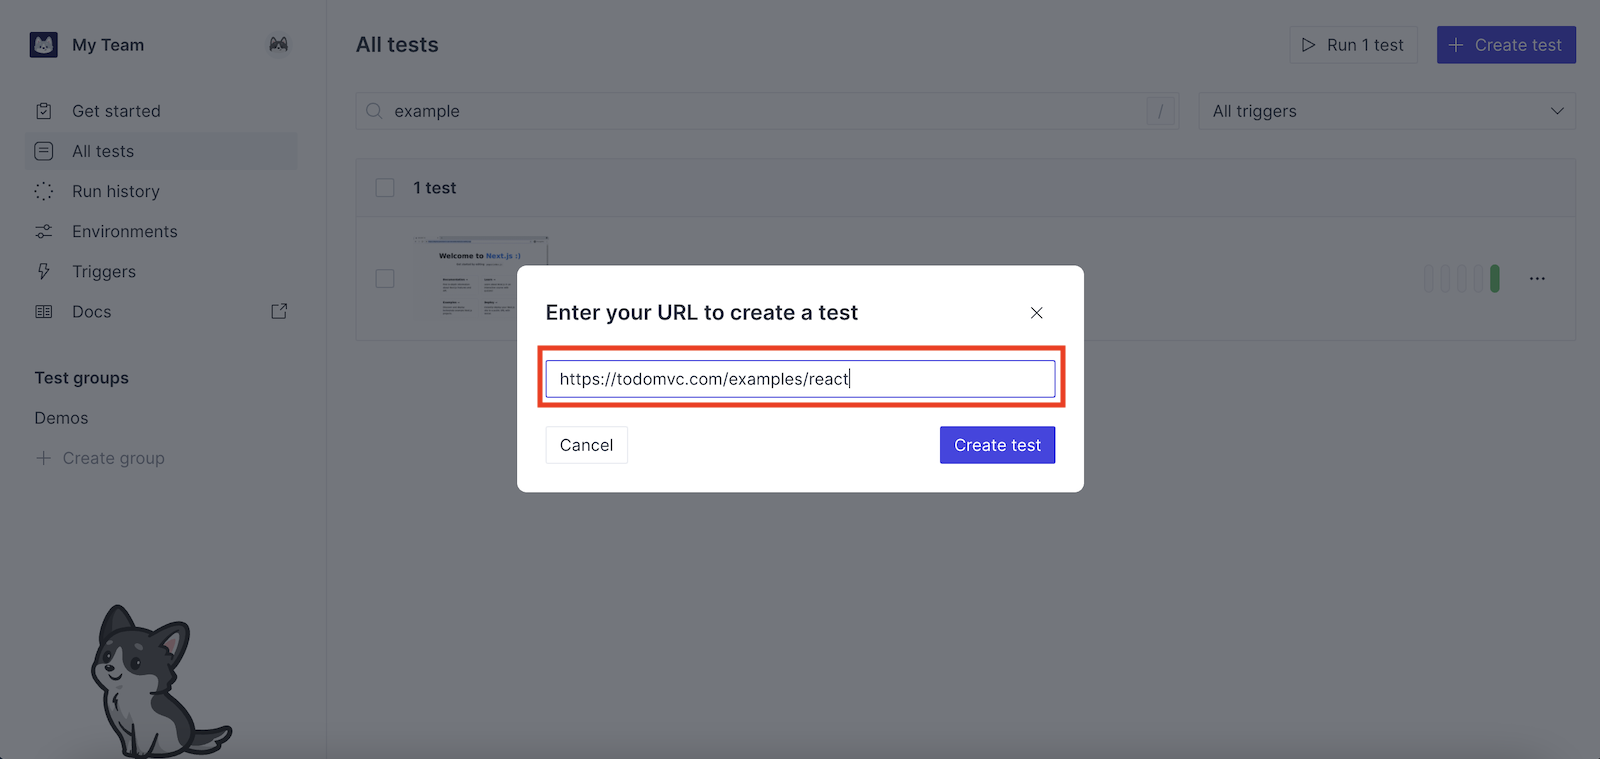 My Team
Get started
All tests
Run history
Environments
Triggers
Docs
Test groups
Demos
Create group
All tests
Run 1 test
Create test
example
/
All triggers
1 test
Welcome to Next.js :)
Enter your URL to create a test
https://todomvc.com/examples/react
Cancel
Create test